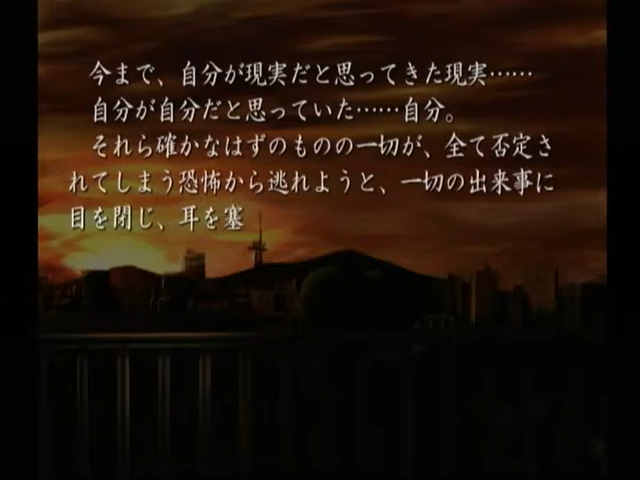 今まで、自分が現実だと思ってきた現実……
自分が自分だと思っていた……自分。
それら確かなはずのものの一切が、全て否定さ
れてしまう恐怖から逃れようと、一切の出来事に
目を閉じ、耳を塞